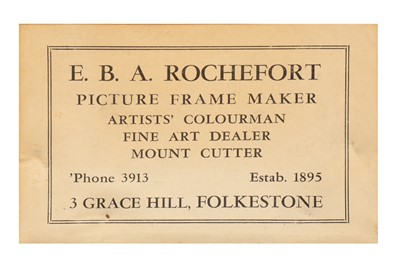 E. B. A. ROCHEFORT
PICTURE FRAME MAKER
ARTISTS' COLOURMAN
FINE ART DEALER
MOUNT CUTTER
'Phone 3913 Estab. 1895
3 GRACE HILL, FOLKESTONE